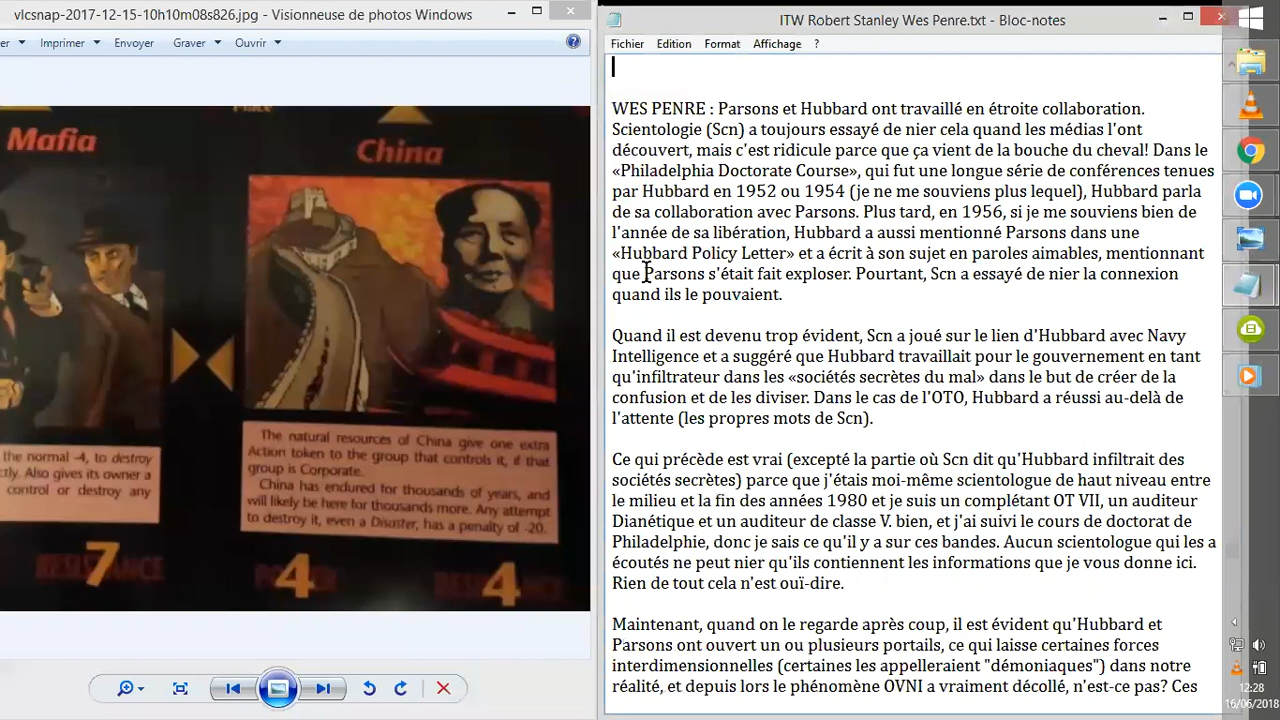 vlcsnap-2017-12-15-10h10m08s826.jpg - Visionneuse de photos Windows
Imprimer Envoyer Graver Ouvrir
Mafia
China
the normal -4, to destroy
Also gives its owner a
control or destroy any
7
The natural resources of China give one extra
Action token to the group that controls it, if that
group is Corporate.
China has endured for thousands of years, and
will likely be here for thousands more. Any attempt
to destroy it, even a Disaster, has a penalty of -20.
4
4
ITW Robert Stanley Wes Penre.txt - Bloc-notes
Fichier Edition Format Affichage ?
WES PENRE : Parsons et Hubbard ont travaillé en étroite collaboration.
Scientologie (Scn) a toujours essayé de nier cela quand les médias l'ont
découvert, mais c'est ridicule parce que ça vient de la bouche du cheval! Dans le
«Philadelphia Doctorate Course», qui fut une longue série de conférences tenues
par Hubbard en 1952 ou 1954 (je ne me souviens plus lequel), Hubbard parla
de sa collaboration avec Parsons. Plus tard, en 1956, si je me souviens bien de
l'année de sa libération, Hubbard a aussi mentionné Parsons dans une
«Hubbard Policy Letter» et a écrit à son sujet en paroles aimables, mentionnant
que Parsons s'était fait exploser. Pourtant, Scn a essayé de nier la connexion
quand ils le pouvaient.
Quand il est devenu trop évident, Scn a joué sur le lien d'Hubbard avec Navy
Intelligence et a suggéré que Hubbard travaillait pour le gouvernement en tant
qu'infiltrateur dans les «sociétés secrètes du mal» dans le but de créer de la
confusion et de les diviser. Dans le cas de l'OTO, Hubbard a réussi au-delà de
l'attente (les propres mots de Scn).
Ce qui précède est vrai (excepté la partie où Scn dit qu'Hubbard infiltrait des
sociétés secrètes) parce que j'étais moi-même scientologue de haut niveau entre
le milieu et la fin des années 1980 et je suis un complétant OT VII, un auditeur
Dianétique et un auditeur de classe V. bien, et j'ai suivi le cours de doctorat de
Philadelphie, donc je sais ce qu'il y a sur ces bandes. Aucun scientologue qui les a
écoutés ne peut nier qu'ils contiennent les informations que je vous donne ici.
Rien de tout cela n'est ouï-dire.
Maintenant, quand on le regarde après coup, il est évident qu'Hubbard et
Parsons ont ouvert un ou plusieurs portails, ce qui laisse certaines forces
interdimensionnelles (certaines les appelleraient "démoniaques") dans notre
réalité, et depuis lors le phénomène OVNI a vraiment décollé, n'est-ce pas? Ces
12:28
16/06/2018